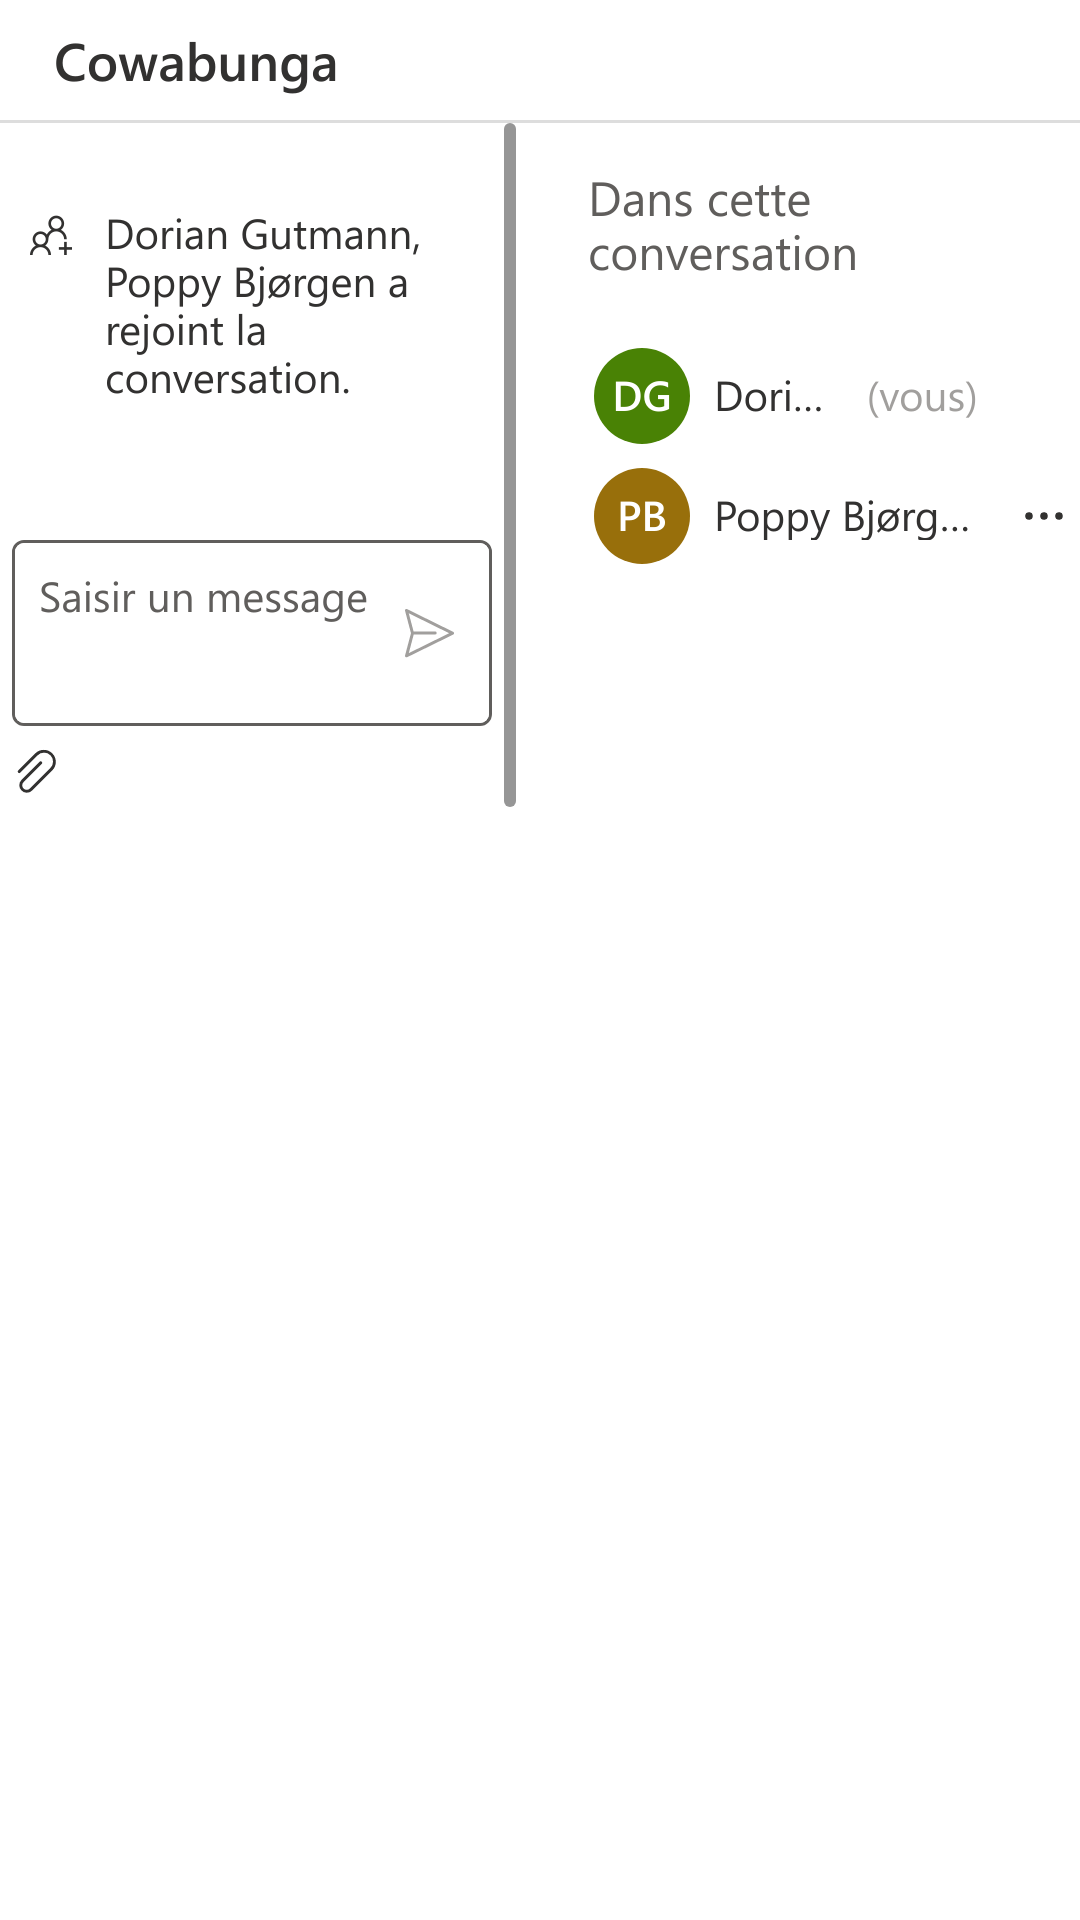 Cowabunga
Dorian Gutmann,
Poppy Bjørgen a
rejoint la
conversation.
Saisir un message
Dans cette
conversation
DG Dori... (vous)
PB Poppy Bjørg...